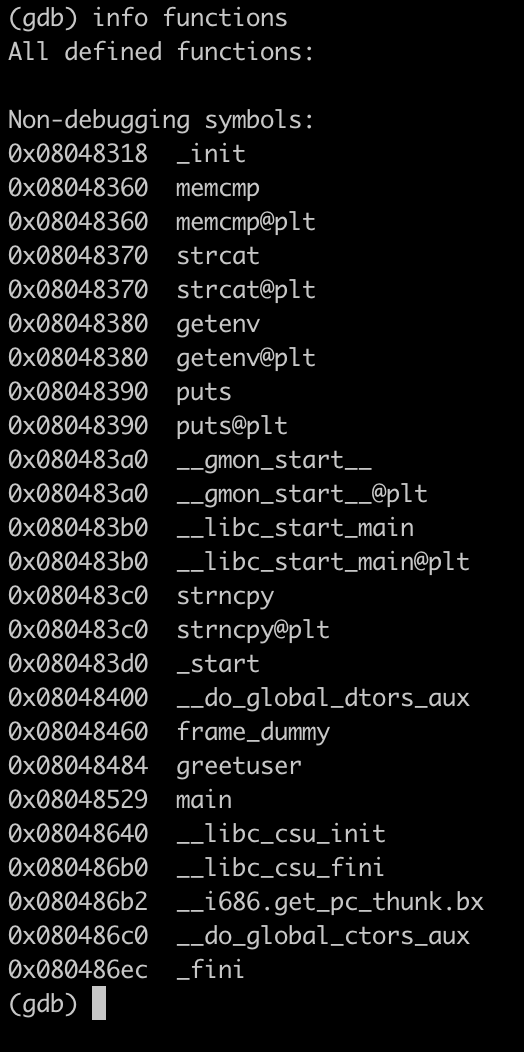 (gdb) info functions
All defined functions:

Non-debugging symbols:
0x08048318  _init
0x08048360  memcmp
0x08048360  memcmp@plt
0x08048370  strcat
0x08048370  strcat@plt
0x08048380  getenv
0x08048380  getenv@plt
0x08048390  puts
0x08048390  puts@plt
0x080483a0  __gmon_start__
0x080483a0  __gmon_start__@plt
0x080483b0  __libc_start_main
0x080483b0  __libc_start_main@plt
0x080483c0  strncpy
0x080483c0  strncpy@plt
0x080483d0  _start
0x08048400  __do_global_dtors_aux
0x08048460  frame_dummy
0x08048484  greetuser
0x08048529  main
0x08048640  __libc_csu_init
0x080486b0  __libc_csu_fini
0x080486b2  __i686.get_pc_thunk.bx
0x080486c0  __do_global_ctors_aux
0x080486ec  _fini
(gdb)